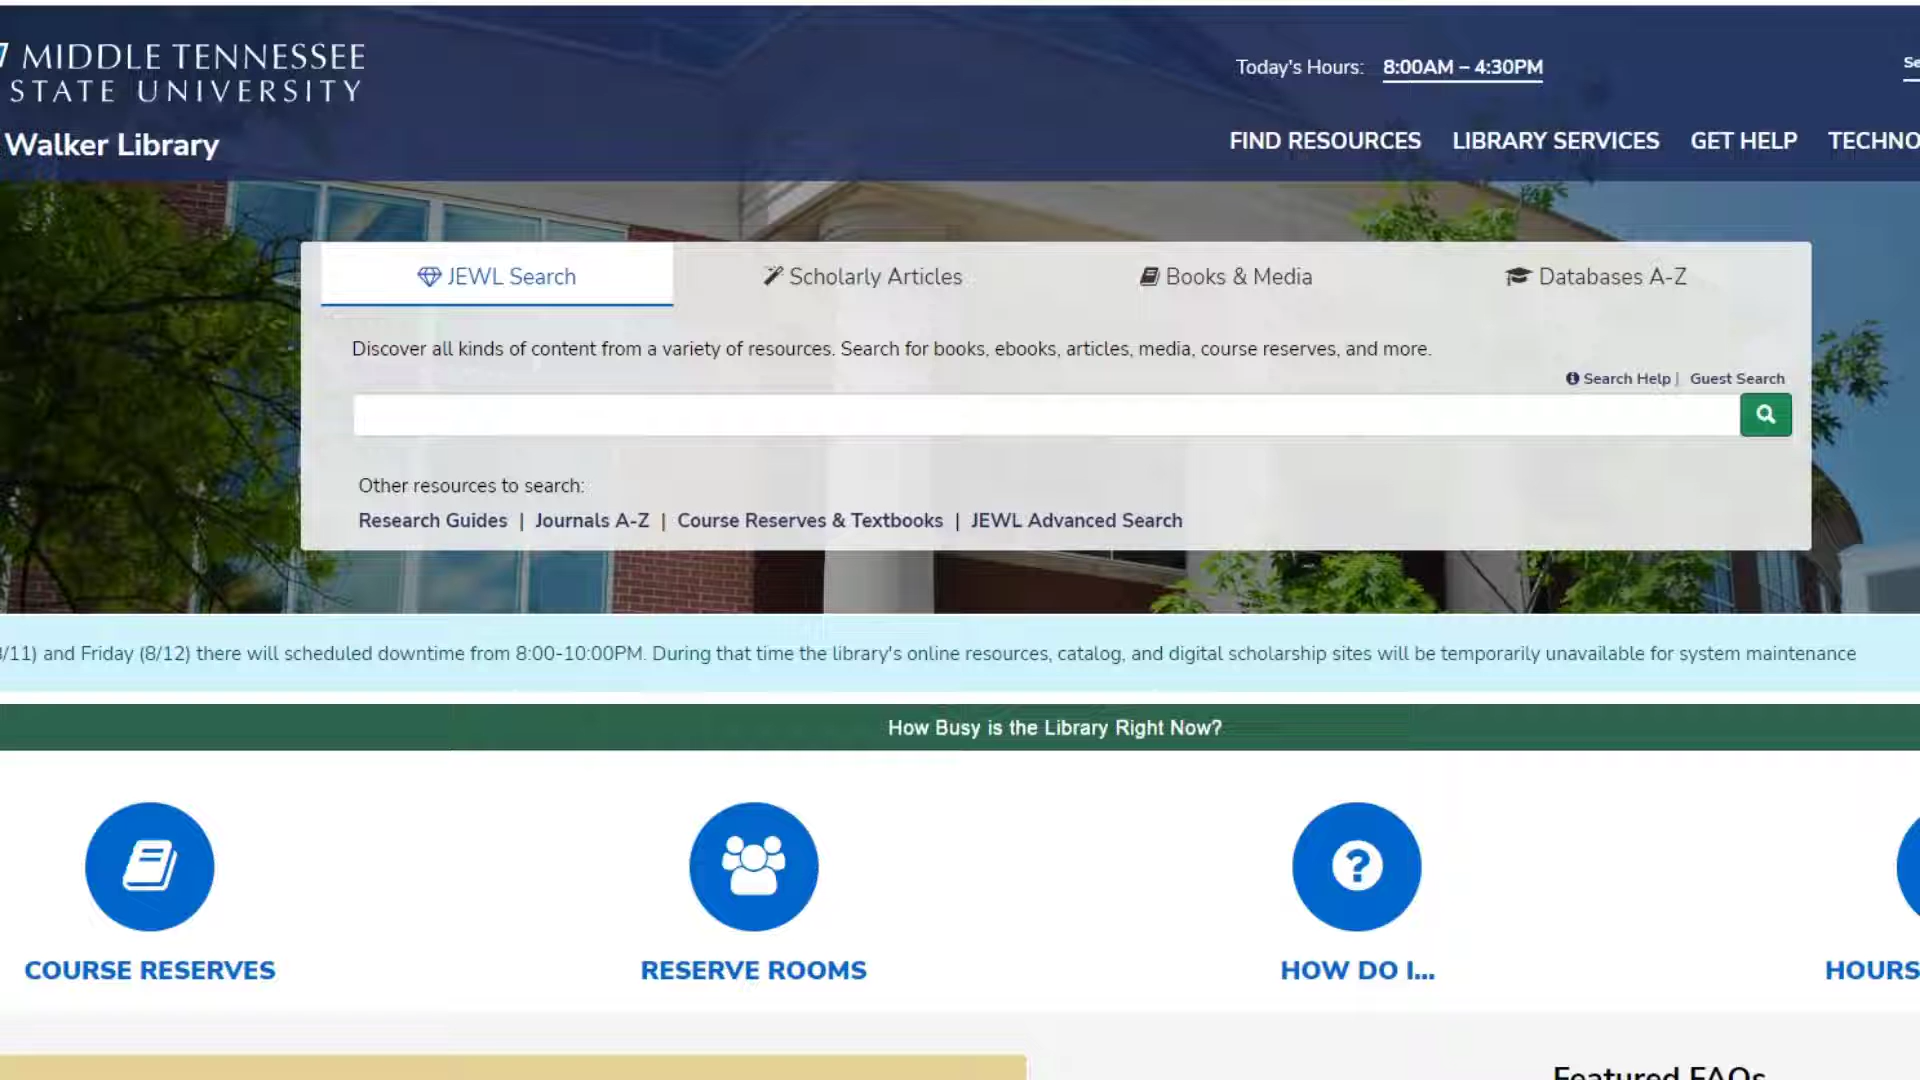 MIDDLE TENNESSEE
STATE UNIVERSITY
Walker Library
Today's Hours: 8:00AM – 4:30PM
FIND RESOURCES LIBRARY SERVICES GET HELP
JEWL Search Scholarly Articles Books & Media Databases A-Z
Discover all kinds of content from a variety of resources. Search for books, ebooks, articles, media, course reserves, and more.
Search Help | Guest Search
Other resources to search:
Research Guides | Journals A-Z | Course Reserves & Textbooks | JEWL Advanced Search
/11) and Friday (8/12) there will scheduled downtime from 8:00-10:00PM. During that time the library's online resources, catalog, and digital scholarship sites will be temporarily unavailable for system maintenance
How Busy is the Library Right Now?
COURSE RESERVES RESERVE ROOMS HOW DO I... HOURS
Featured FAQs